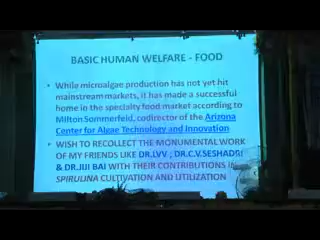 BASIC HUMAN WELFARE - FOOD
• While microalgae production has not yet hit
mainstream markets, it has made a successful
home in the specialty food market according to
Milton Sommerfeld, codirector of the Arizona
Center for Algae Technology and Innovation
• WISH TO RECOLLECT THE MONUMENTAL WORK
OF MY FRIENDS LIKE DR.LVV ; DR.C.V.SESHADRI
& DR.JIJI BAI WITH THEIR CONTRIBUTIONS IN
SPIRULINA CULTIVATION AND UTILIZATION